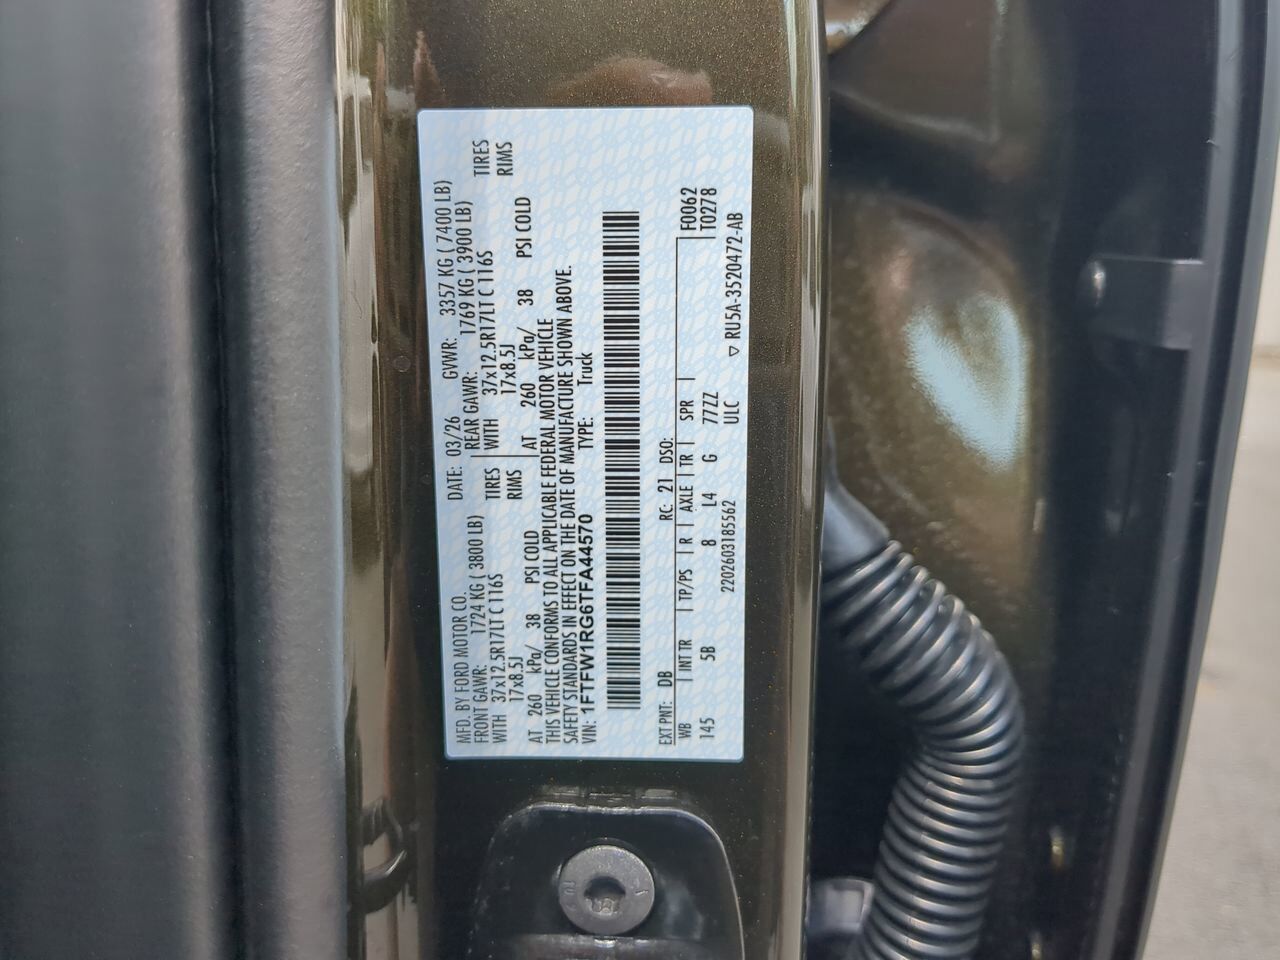 MFD. BY FORD MOTOR CO. DATE: 03/26 GVWR: 3357 KG ( 7400 LB)
FRONT GAWR: 1724 KG ( 3800 LB) REAR GAWR: 1769 KG ( 3900 LB)
WITH 37x12.5R17LT C 116S TIRES WITH 37x12.5R17LT C 116S TIRES
17x8.5J RIMS 17x8.5J RIMS
AT 260 kPa/ 38 PSI COLD AT 260 kPa/ 38 PSI COLD
THIS VEHICLE CONFORMS TO ALL APPLICABLE FEDERAL MOTOR VEHICLE
SAFETY STANDARDS IN EFFECT ON THE DATE OF MANUFACTURE SHOWN ABOVE.
VIN: 1FTFW1RG6TFA44570 TYPE: Truck
EXT PNT: DB RC: 21 DSO: F0062
WB INT TR TP/PS R AXLE TR SPR T0278
145 5B 8 L4 G 77ZZ
2202603185562 ULC ▽ RU5A-3520472-AB